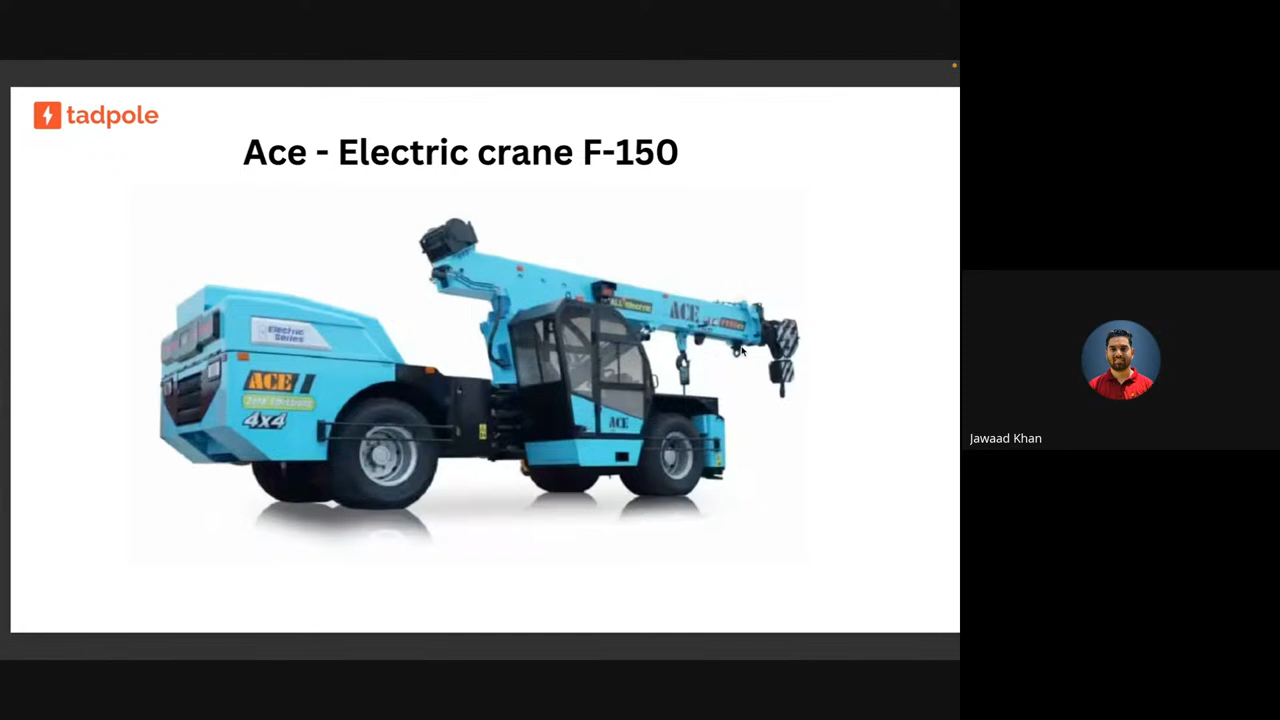 tadpole
Ace - Electric crane F-150
Electric
Series
ACE
4x4
ACE
ACE
Jawaad Khan